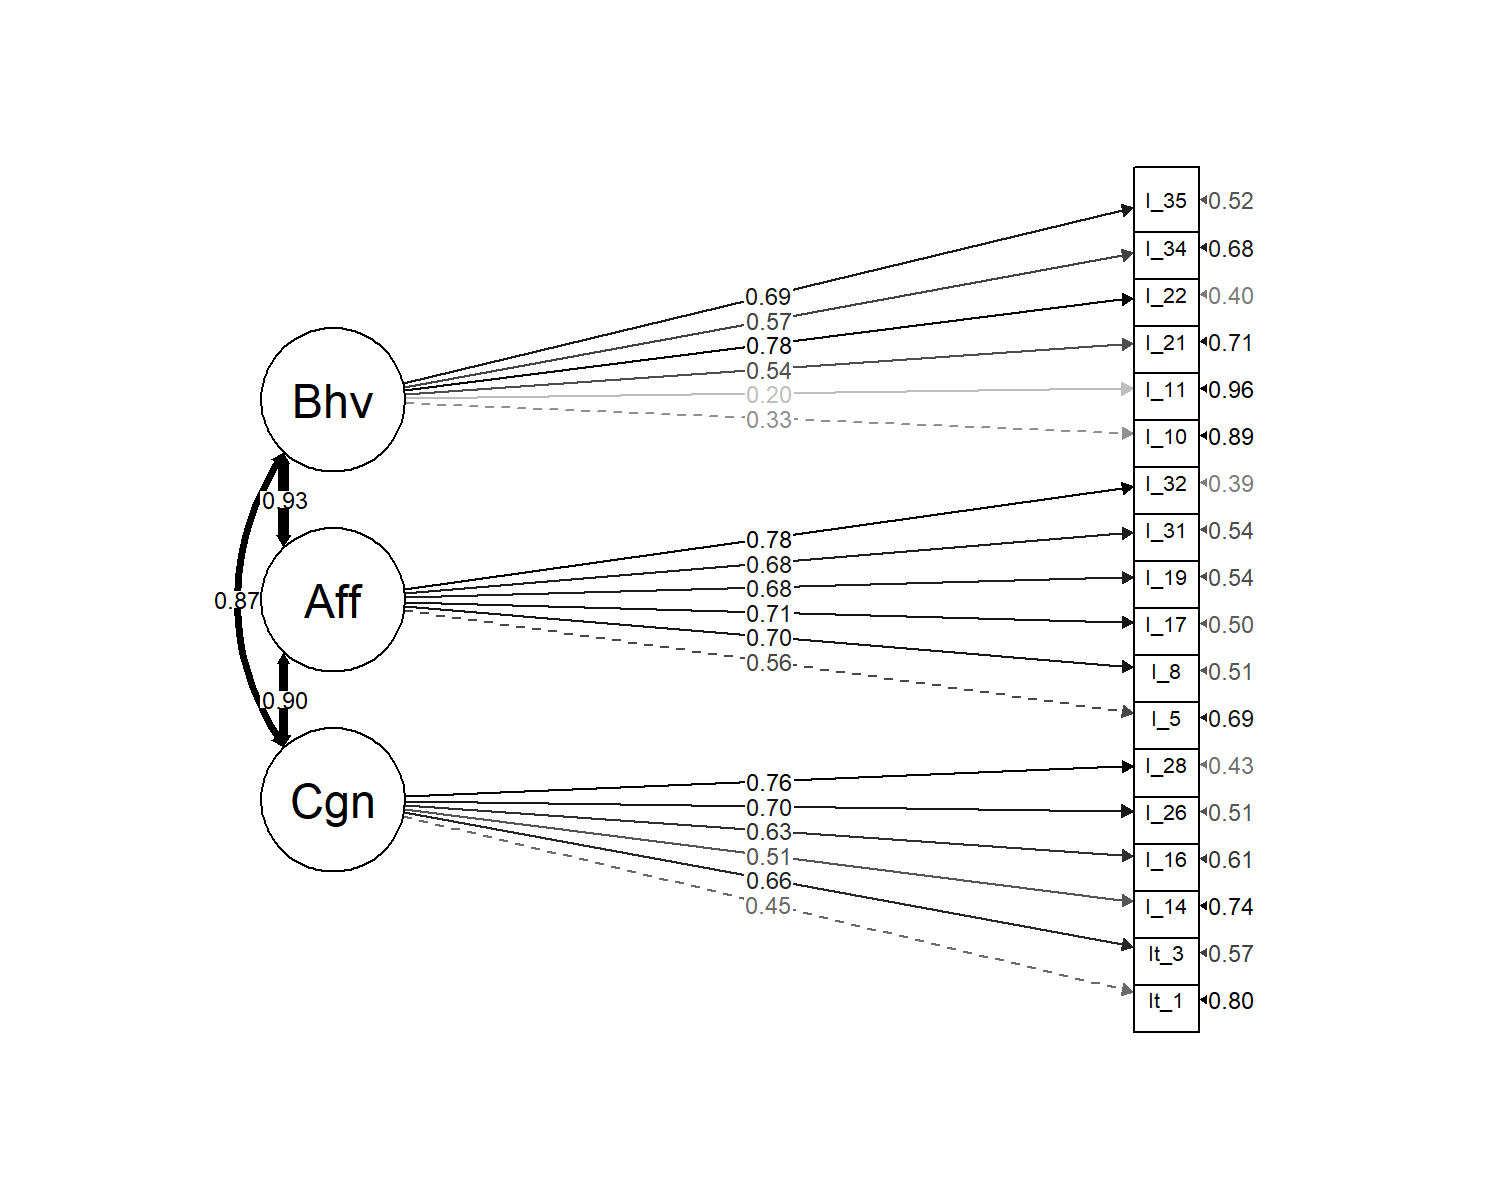 I_35 0.52
I_34 0.68
0.69
I_22 0.40
0.57
0.78
I_21 0.71
0.54
Bhv
0.20
I_11 0.96
0.33
I_10 0.89
I_32 0.39
0.93
0.78
I_31 0.54
0.68
I_19 0.54
0.68
0.87
Aff
0.71
I_17 0.50
0.70
0.56
I_8 0.51
0.90
I_5 0.69
I_28 0.43
0.76
Cgn
0.70
I_26 0.51
0.63
0.51
I_16 0.61
0.66
0.45
I_14 0.74
It_3 0.57
It_1 0.80